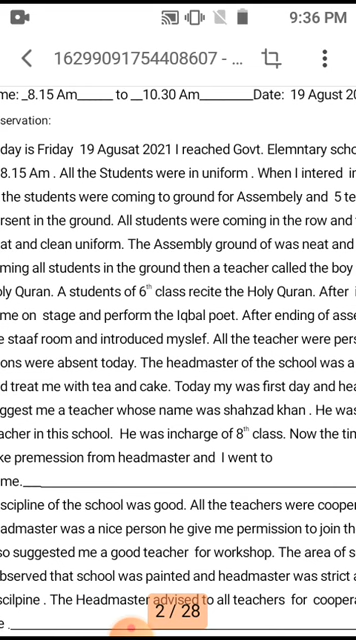 9:36 PM
16299091754408607 - ...
me: _8.15 Am_____ to __10.30 Am________Date: 19 Agust 20
servation:
day is Friday 19 Agusat 2021 I reached Govt. Elemntary scho
8.15 Am . All the Students were in uniform . When I intered i
the students were coming to ground for Assembely and 5 te
rsent in the ground. All students were coming in the row and
at and clean uniform. The Assembly ground of was neat and
ming all students in the ground then a teacher called the boy
ly Quran. A students of 6th class recite the Holy Quran. After
me on stage and perform the Iqbal poet. After ending of asse
e staaf room and introduced myslef. All the teacher were pers
ons were absent today. The headmaster of the school was a
d treat me with tea and cake. Today my was first day and hea
ggest me a teacher whose name was shahzad khan . He was
acher in this school. He was incharge of 8th class. Now the tin
ke premession from headmaster and I went to
me.
scipline of the school was good. All the teachers were cooper
eadmaster was a nice person he give me permission to join th
so suggested me a good teacher for workshop. The area of s
bserved that school was painted and headmaster was strict a
scilpine . The Headmaster advised to all teachers for coopera
e .
2 / 28